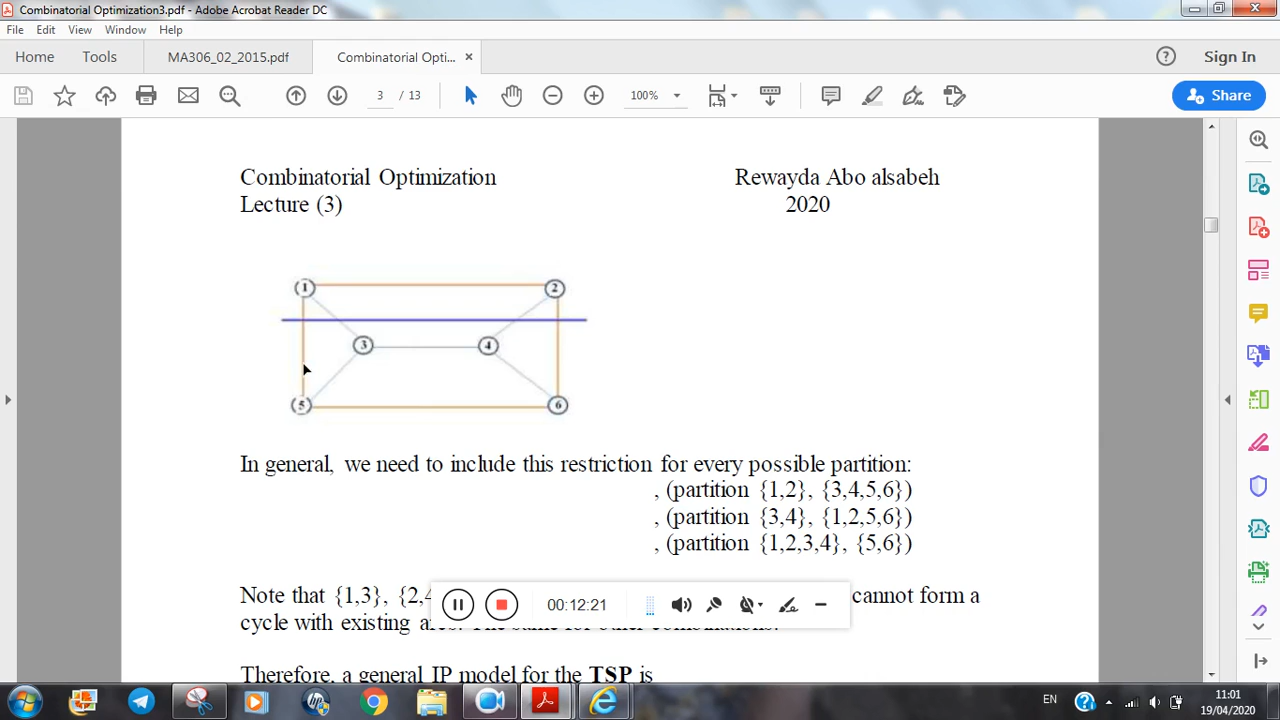 Combinatorial Optimization3.pdf - Adobe Acrobat Reader DC
File Edit View Window Help
Home Tools MA306_02_2015.pdf Combinatorial Opti... × Sign In
3 / 13 100% Share
Combinatorial Optimization Rewayda Abo alsabeh
Lecture (3) 2020
1 2
3 4
5 6
In general, we need to include this restriction for every possible partition:
, (partition {1,2}, {3,4,5,6})
, (partition {3,4}, {1,2,5,6})
, (partition {1,2,3,4}, {5,6})
Note that {1,3}, {2,4 cannot form a
cycle with existing The same for other combinations.
Therefore, a general IP model for the TSP is
00:12:21
EN 11:01
19/04/2020